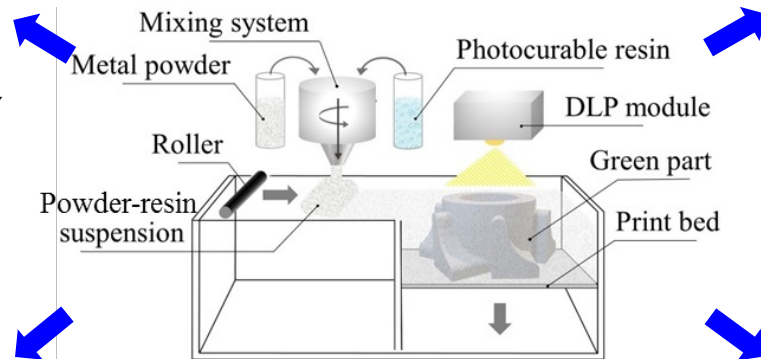 Mixing system
Metal powder
Photocurable resin
DLP module
Roller
Green part
Powder-resin
suspension
Print bed